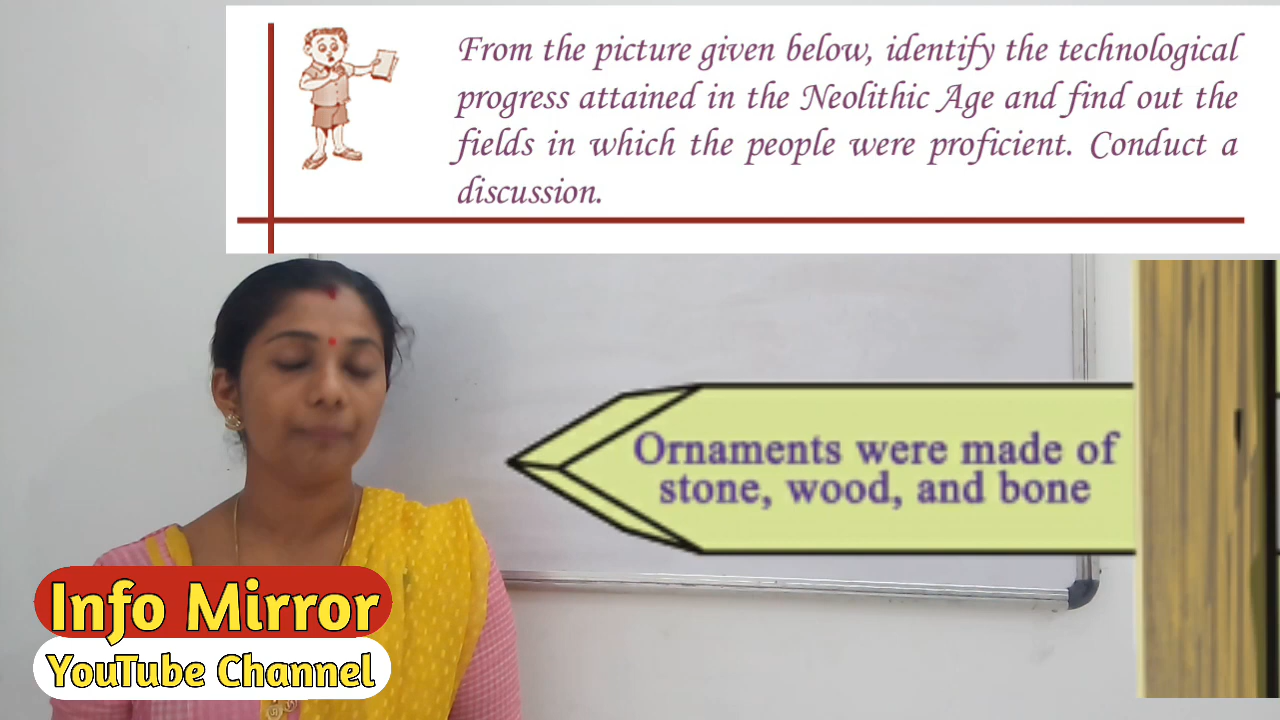 From the picture given below, identify the technological
progress attained in the Neolithic Age and find out the
fields in which the people were proficient. Conduct a
discussion.
Ornaments were made of
stone, wood, and bone
Info Mirror
YouTube Channel